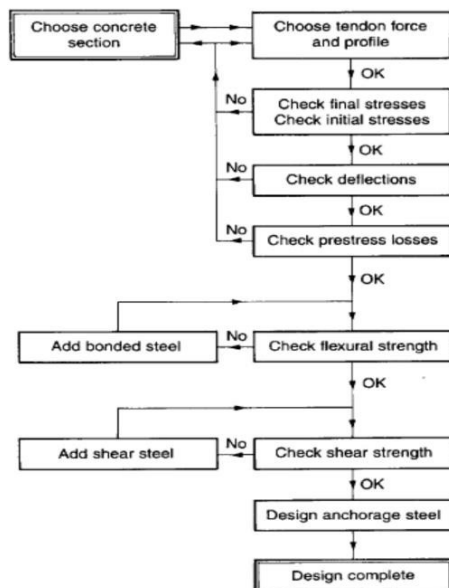 Choose concrete
section
Choose tendon force
and profile
OK
No
Check final stresses
Check initial stresses
OK
No
Check deflections
OK
No
Check prestress losses
OK
Add bonded steel
No
Check flexural strength
OK
Add shear steel
No
Check shear strength
OK
Design anchorage steel
Design complete